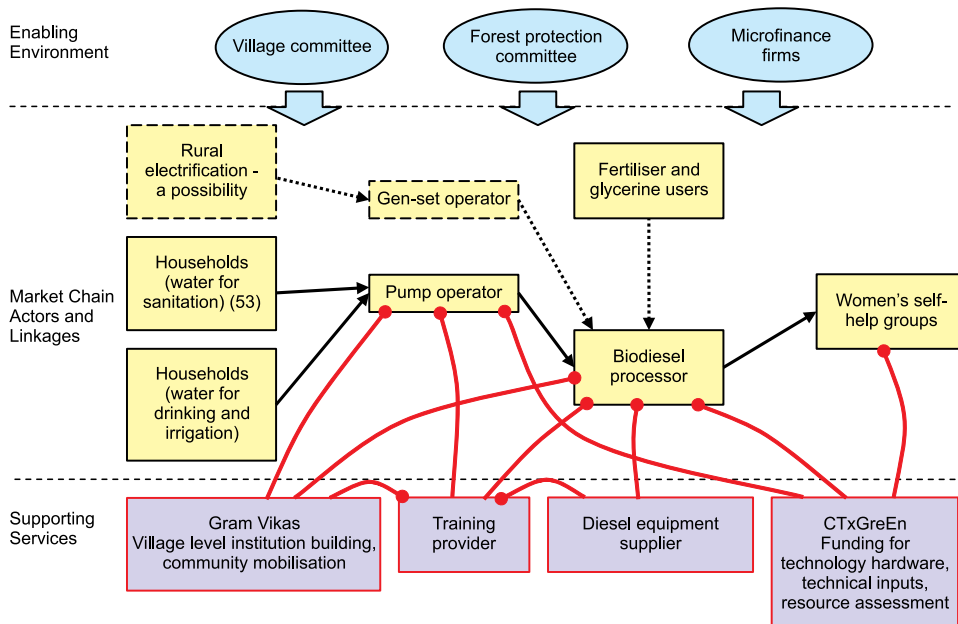 Enabling
Environment
Village committee
Forest protection
committee
Microfinance
firms
Rural
electrification -
a possibility
Gen-set operator
Fertiliser and
glycerine users
Market Chain
Actors and
Linkages
Households
(water for
sanitation) (53)
Pump operator
Women's self-
help groups
Biodiesel
processor
Households
(water for
drinking and
irrigation)
Supporting
Services
Gram Vikas
Village level institution building,
community mobilisation
Training
provider
Diesel equipment
supplier
CTxGreEn
Funding for
technology hardware,
technical inputs,
resource assessment